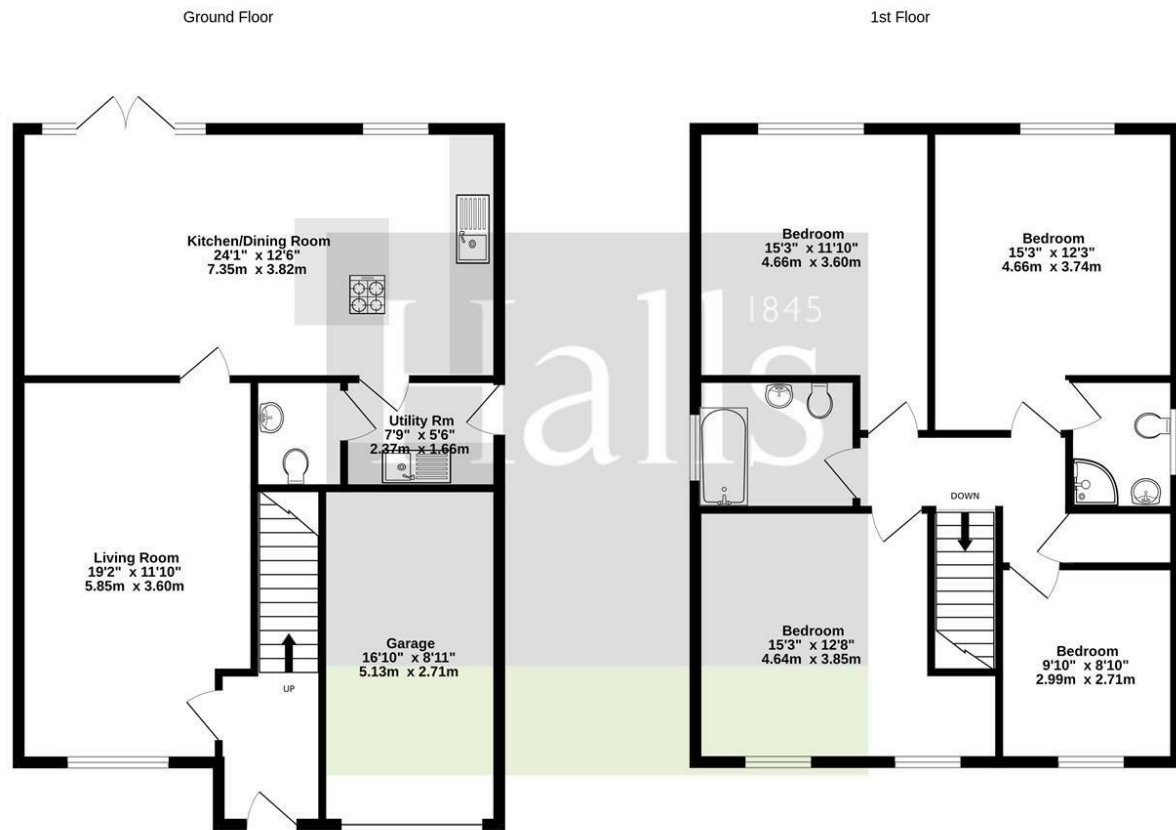 Ground Floor
1st Floor
Kitchen/Dining Room
24'1" x 12'6"
7.35m x 3.82m
Utility Rm
7'9" x 5'6"
2.37m x 1.66m
Living Room
19'2" x 11'10"
5.85m x 3.60m
Garage
16'10" x 8'11"
5.13m x 2.71m
UP
Halls
1845
Bedroom
15'3" x 11'10"
4.66m x 3.60m
Bedroom
15'3" x 12'3"
4.66m x 3.74m
DOWN
Bedroom
15'3" x 12'8"
4.64m x 3.85m
Bedroom
9'10" x 8'10"
2.99m x 2.71m